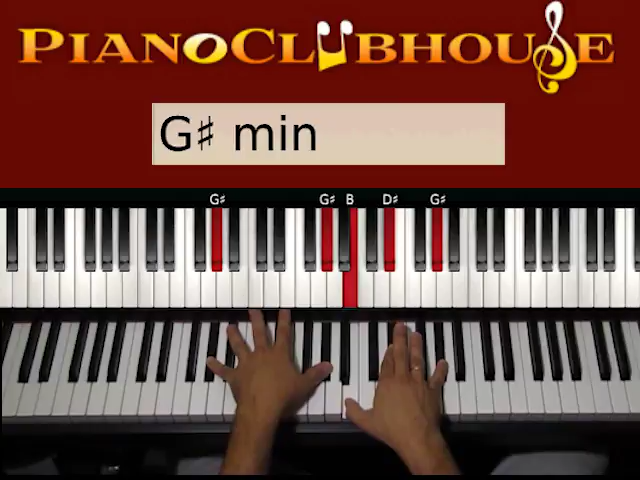 PIANOCLUBHOUSE
G♯ min
G♯ G♯ B D♯ G♯